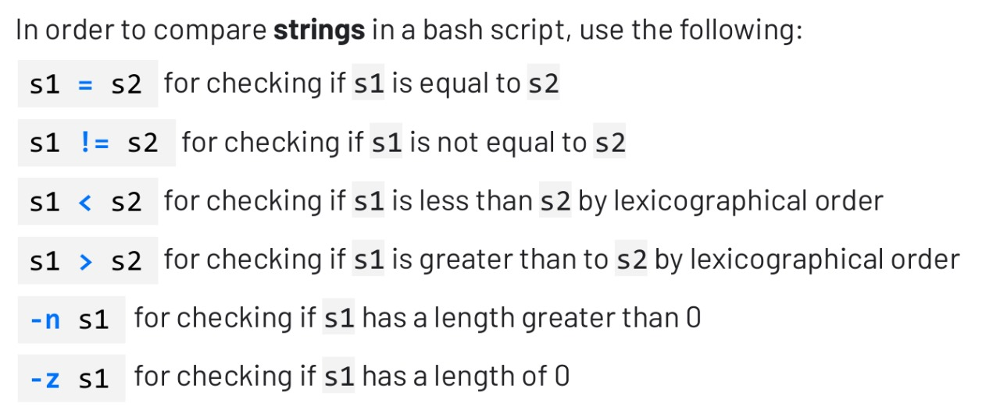 In order to compare strings in a bash script, use the following:
s1 = s2 for checking if s1 is equal to s2
s1 != s2 for checking if s1 is not equal to s2
s1 < s2 for checking if s1 is less than s2 by lexicographical order
s1 > s2 for checking if s1 is greater than to s2 by lexicographical order
-n s1 for checking if s1 has a length greater than 0
-z s1 for checking if s1 has a length of 0